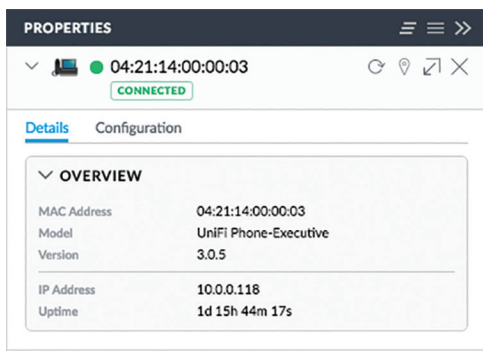 PROPERTIES
04:21:14:00:00:03
CONNECTED
Details Configuration
OVERVIEW
MAC Address 04:21:14:00:00:03
Model UniFi Phone-Executive
Version 3.0.5
IP Address 10.0.0.118
Uptime 1d 15h 44m 17s